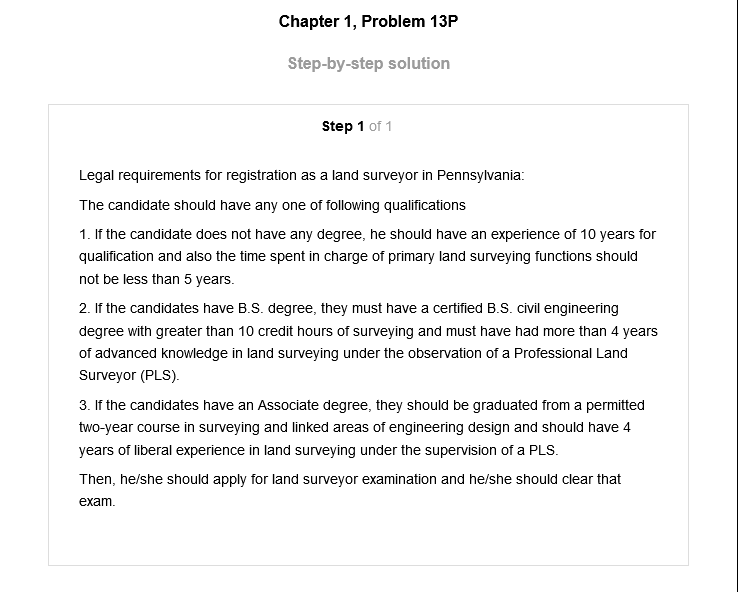 Chapter 1, Problem 13P
Step-by-step solution
Step 1 of 1
Legal requirements for registration as a land surveyor in Pennsylvania:
The candidate should have any one of following qualifications
1. If the candidate does not have any degree, he should have an experience of 10 years for
qualification and also the time spent in charge of primary land surveying functions should
not be less than 5 years.
2. If the candidates have B.S. degree, they must have a certified B.S. civil engineering
degree with greater than 10 credit hours of surveying and must have had more than 4 years
of advanced knowledge in land surveying under the observation of a Professional Land
Surveyor (PLS).
3. If the candidates have an Associate degree, they should be graduated from a permitted
two-year course in surveying and linked areas of engineering design and should have 4
years of liberal experience in land surveying under the supervision of a PLS.
Then, he/she should apply for land surveyor examination and he/she should clear that
exam.